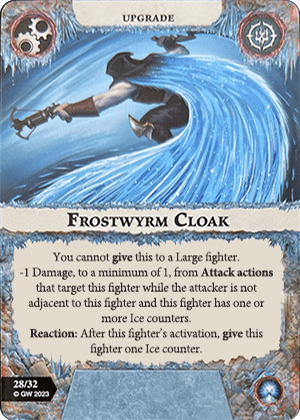 UPGRADE
Frostwyrm Cloak
You cannot give this to a Large fighter.
-1 Damage, to a minimum of 1, from Attack actions
that target this fighter while the attacker is not
adjacent to this fighter and this fighter has one or
more Ice counters.
Reaction: After this fighter's activation, give this
fighter one Ice counter.
28/32
© GW 2023